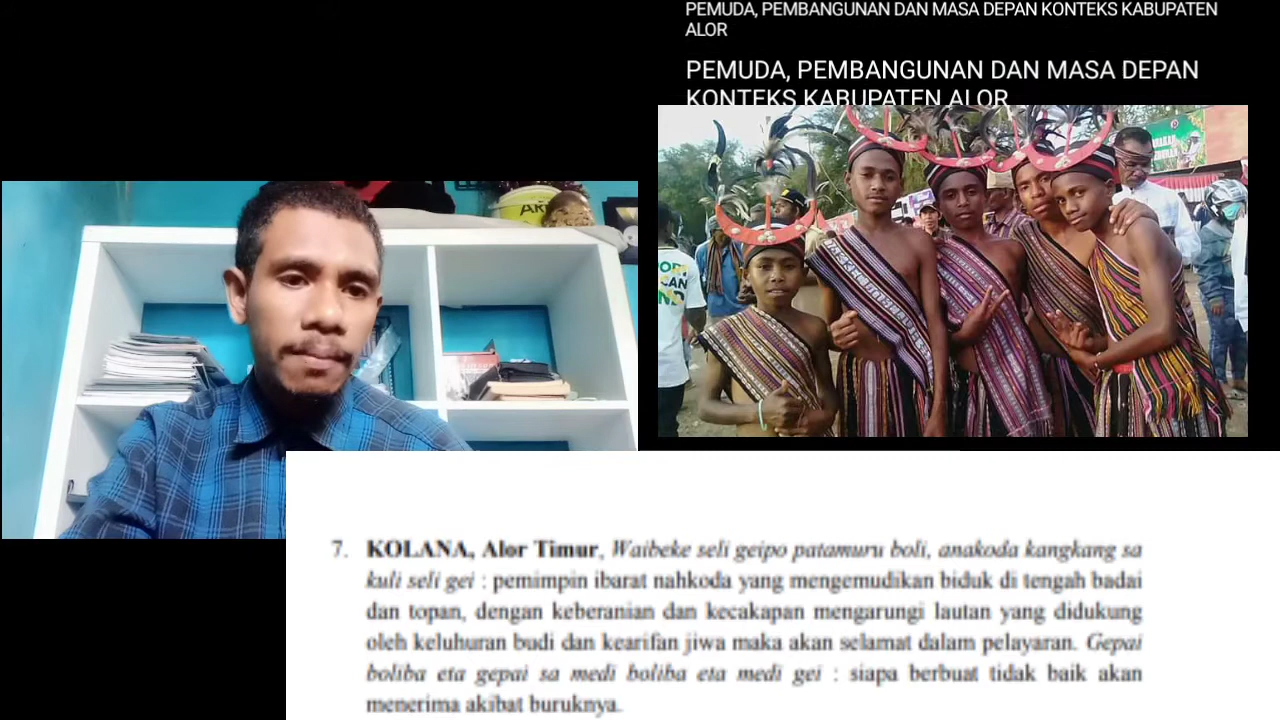 PEMUDA, PEMBANGUNAN DAN MASA DEPAN KONTEKS KABUPATEN
ALOR
PEMUDA, PEMBANGUNAN DAN MASA DEPAN
KONTEKS KABUPATEN ALOR
7. KOLANA, Alor Timur, Waibeke seli geipo patamuru boli, anakoda kangkang sa
kuli seli gei : pemimpin ibarat nahkoda yang mengemudikan biduk di tengah badai
dan topan, dengan keberanian dan kecakapan mengarungi lautan yang didukung
oleh keluhuran budi dan kearifan jiwa maka akan selamat dalam pelayaran. Gepai
boliba eta gepai sa medi boliba eta medi gei : siapa berbuat tidak baik akan
menerima akibat buruknya.